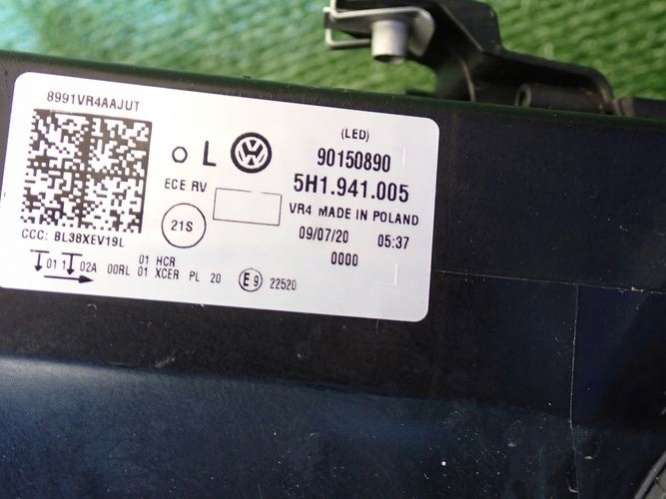 8991VR4AAJUT
L
(LED)
90150890
ECE RV
5H1.941.005
21S
VR4 MADE IN POLAND
CCC: BL38XEV19L
09/07/20 05:37
0000
01 HCR
01 1 02A 00RL 01 XCER PL 20 E9 22520